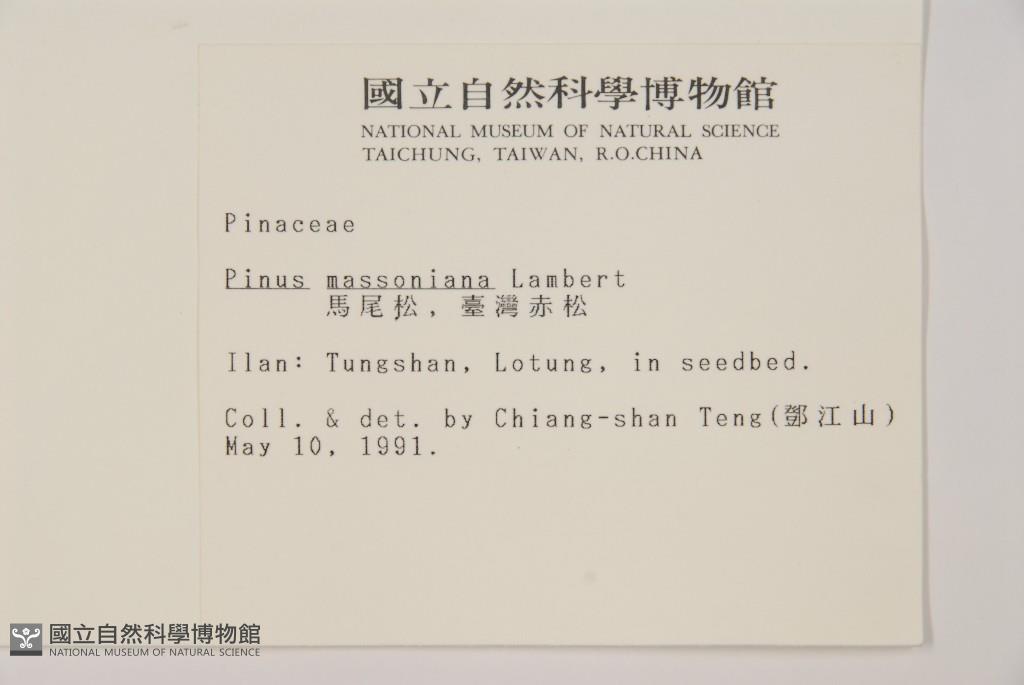 國立自然科學博物館
NATIONAL MUSEUM OF NATURAL SCIENCE
TAICHUNG, TAIWAN, R.O.CHINA
Pinaceae
Pinus massoniana Lambert
馬尾松, 臺灣赤松
Ilan: Tungshan, Lotung, in seedbed.
Coll. & det. by Chiang-shan Teng(鄧江山)
May 10, 1991.
國立自然科學博物館
NATIONAL MUSEUM OF NATURAL SCIENCE